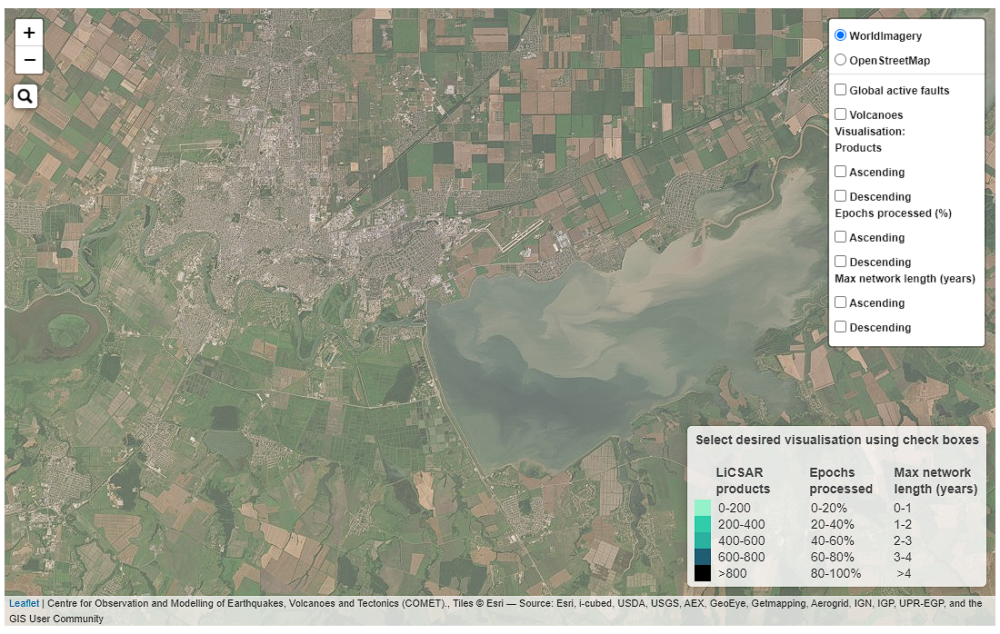 +
−
WorldImagery
OpenStreetMap
Global active faults
Volcanoes
Visualisation:
Products
Ascending
Descending
Epochs processed (%)
Ascending
Descending
Max network length (years)
Ascending
Descending
Select desired visualisation using check boxes
LiCSAR products Epochs processed Max network length (years)
0-200 0-20% 0-1
200-400 20-40% 1-2
400-600 40-60% 2-3
600-800 60-80% 3-4
>800 80-100% >4
Leaflet | Centre for Observation and Modelling of Earthquakes, Volcanoes and Tectonics (COMET)., Tiles © Esri — Source: Esri, i-cubed, USDA, USGS, AEX, GeoEye, Getmapping, Aerogrid, IGN, IGP, UPR-EGP, and the
GIS User Community